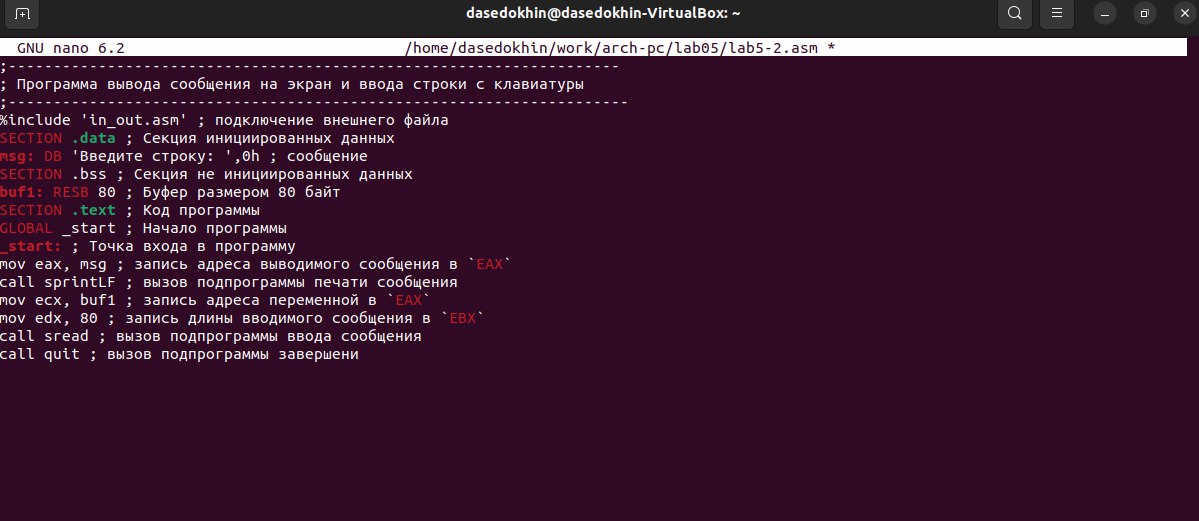 dasedokhin@dasedokhin-VirtualBox: ~
GNU nano 6.2 /home/dasedokhin/work/arch-pc/lab05/lab5-2.asm *
;--------------------------------------------------------------------
; Программа вывода сообщения на экран и ввода строки с клавиатуры
;---------------------------------------------------------------------
%include 'in_out.asm' ; подключение внешнего файла
SECTION .data ; Секция инициированных данных
msg: DB 'Введите строку: ',0h ; сообщение
SECTION .bss ; Секция не инициированных данных
buf1: RESB 80 ; Буфер размером 80 байт
SECTION .text ; Код программы
GLOBAL _start ; Начало программы
_start: ; Точка входа в программу
mov eax, msg ; запись адреса выводимого сообщения в `EAX`
call sprintLF ; вызов подпрограммы печати сообщения
mov ecx, buf1 ; запись адреса переменной в `EAX`
mov edx, 80 ; запись длины вводимого сообщения в `EBX`
call sread ; вызов подпрограммы ввода сообщения
call quit ; вызов подпрограммы завершени